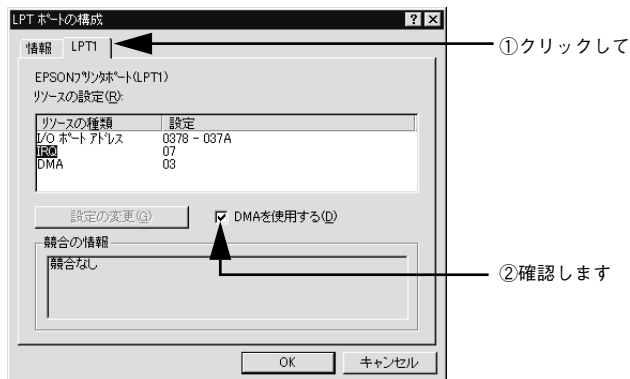 LPT ポートの構成
情報 LPT1
①クリックして
EPSONプリンタポート(LPT1)
リソースの設定(R):
リソースの種類 設定
I/O ポート アドレス 0378 - 037A
IRQ 07
DMA 03
設定の変更(G) DMAを使用する(D)
競合の情報
競合なし
②確認します
OK キャンセル